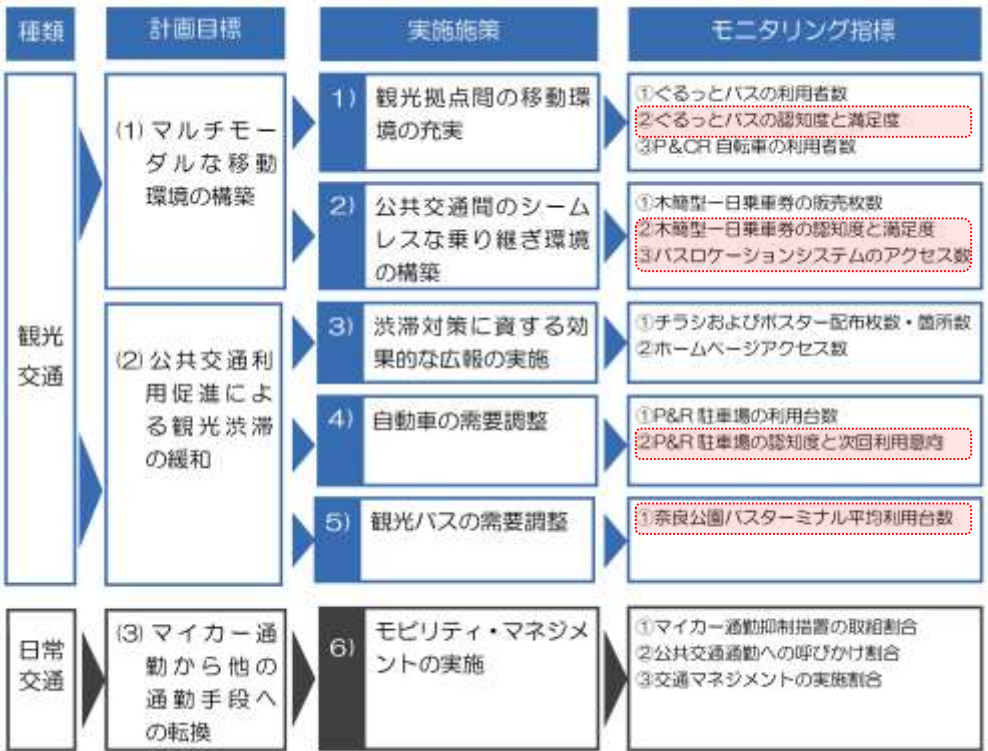 種類
計画目標
実施施策
モニタリング指標
観光
交通
(1) マルチモー
ダルな移動
環境の構築
1) 観光拠点間の移動環
境の充実
①ぐるっとバスの利用者数
②ぐるっとバスの認知度と満足度
③P&CR 自転車の利用者数
2) 公共交通間のシーム
レスな乗り継ぎ環境
の構築
①木簡型一日乗車券の販売枚数
②木簡型一日乗車券の認知度と満足度
③バスロケーションシステムのアクセス数
(2) 公共交通利
用促進によ
る観光渋滞
の緩和
3) 渋滞対策に資する効
果的な広報の実施
①チラシおよびポスター配布枚数・箇所数
②ホームページアクセス数
4) 自動車の需要調整
①P&R 駐車場の利用台数
②P&R 駐車場の認知度と次回利用意向
5) 観光バスの需要調整
①奈良公園バスターミナル平均利用台数
日常
交通
(3) マイカー通
勤から他の
通勤手段へ
の転換
6) モビリティ・マネジメ
ントの実施
①マイカー通勤抑制措置の取組割合
②公共交通通勤への呼びかけ割合
③交通マネジメントの実施割合